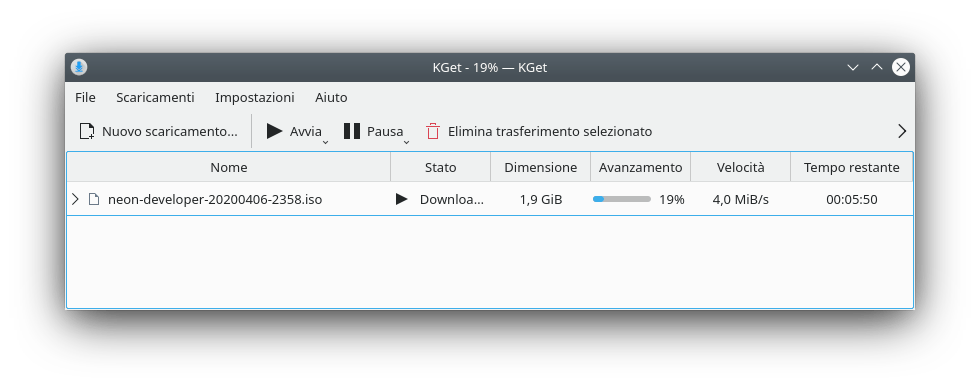 KGet - 19% — KGet
File Scaricamenti Impostazioni Aiuto
Nuovo scaricamento... Avvia Pausa Elimina trasferimento selezionato
Nome Stato Dimensione Avanzamento Velocità Tempo restante
neon-developer-20200406-2358.iso Downloa... 1,9 GiB 19% 4,0 MiB/s 00:05:50